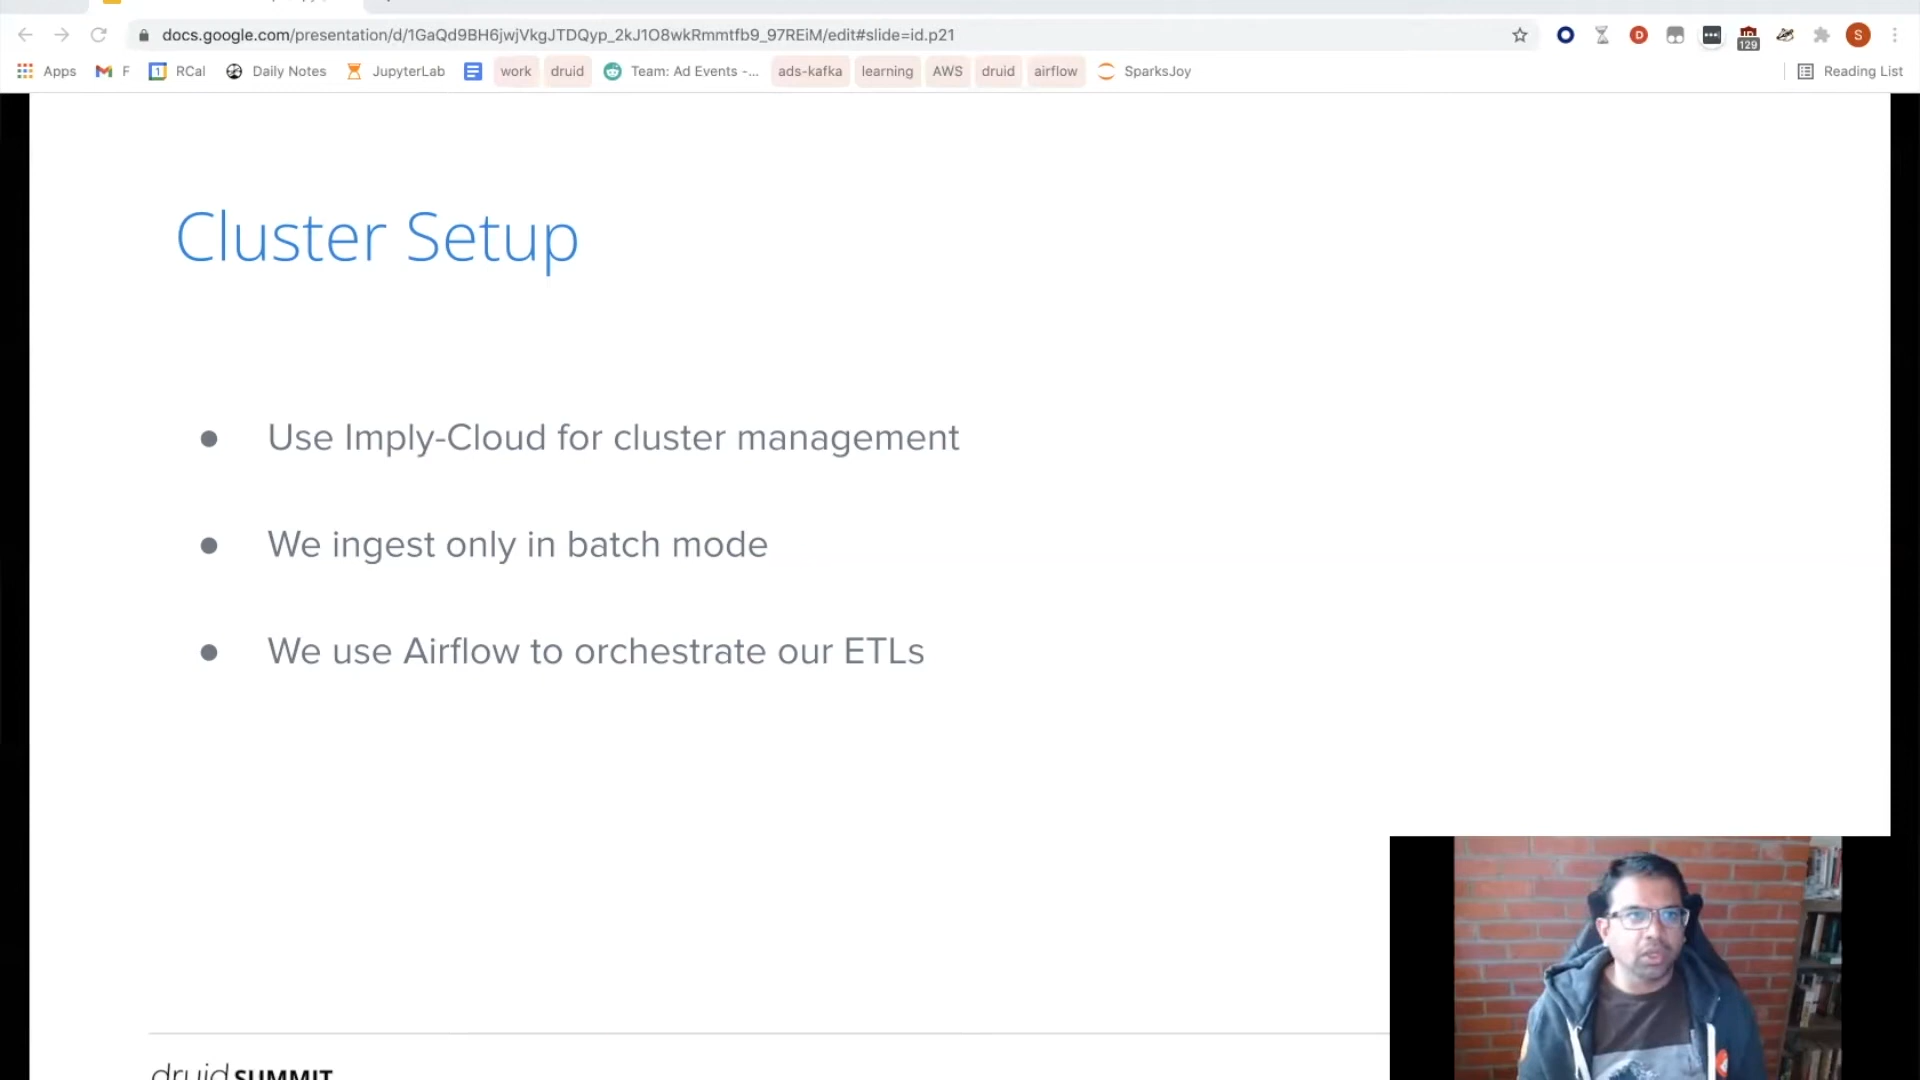 docs.google.com/presentation/d/1GaQd9BH6jwjVkgJTDQyp_2kJ1O8wkRmmtfb9_97REiM/edit#slide=id.p21
D
129
S
Apps
F
1
RCal
Daily Notes
JupyterLab
work
druid
Team: Ad Events -...
ads-kafka
learning
AWS
druid
airflow
SparksJoy
Reading List
Cluster Setup
● Use Imply-Cloud for cluster management
● We ingest only in batch mode
● We use Airflow to orchestrate our ETLs
druid SUMMIT